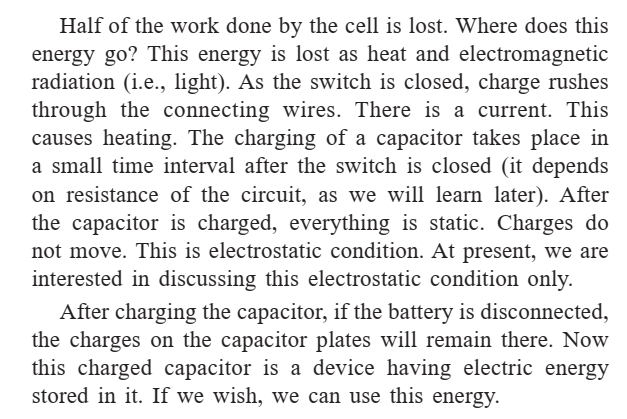 Half of the work done by the cell is lost. Where does this
energy go? This energy is lost as heat and electromagnetic
radiation (i.e., light). As the switch is closed, charge rushes
through the connecting wires. There is a current. This
causes heating. The charging of a capacitor takes place in
a small time interval after the switch is closed (it depends
on resistance of the circuit, as we will learn later). After
the capacitor is charged, everything is static. Charges do
not move. This is electrostatic condition. At present, we are
interested in discussing this electrostatic condition only.
After charging the capacitor, if the battery is disconnected,
the charges on the capacitor plates will remain there. Now
this charged capacitor is a device having electric energy
stored in it. If we wish, we can use this energy.